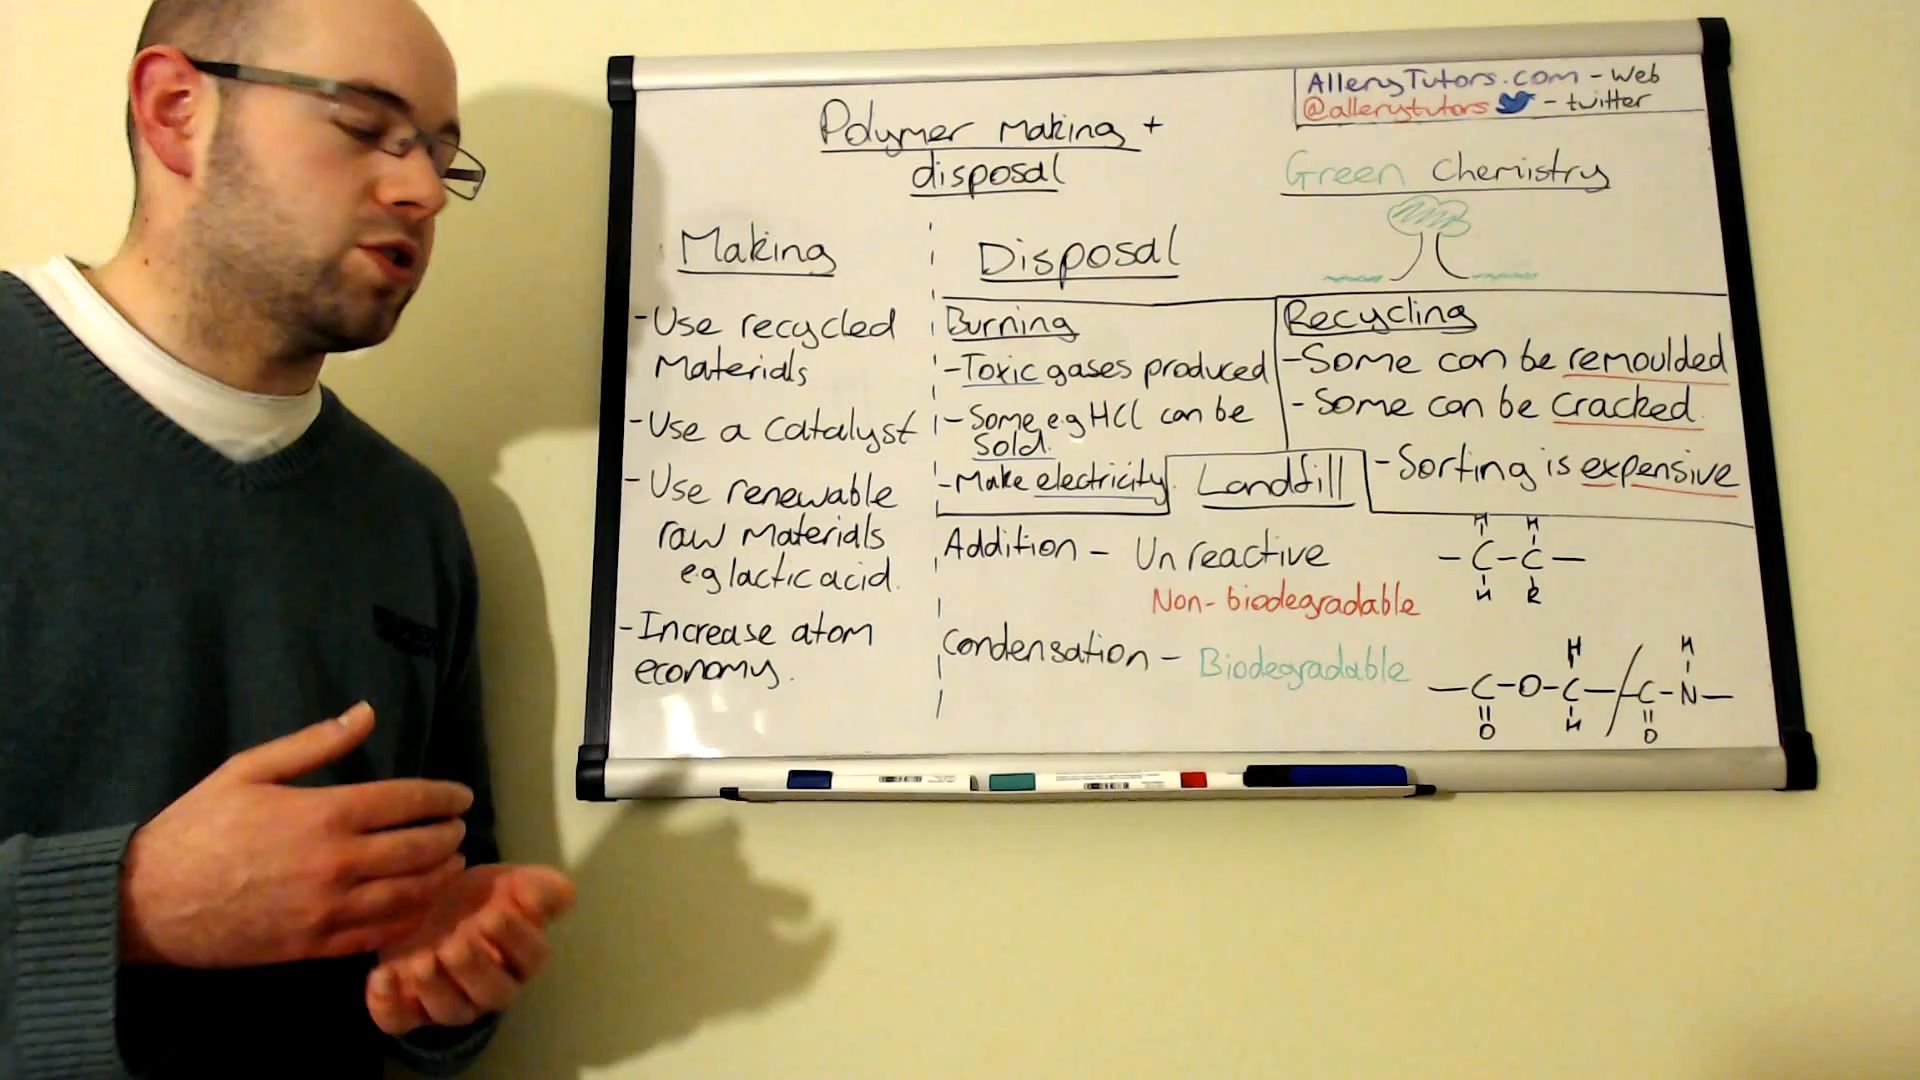 AlleryTutors.com - Web
@allerytutors - twitter
Polymer Making +
disposal
Green Chemistry
Making
- Use recycled
Materials
- Use a catalyst
- Use renewable
raw Materials
e.g lactic acid.
- Increase atom
economy.
Disposal
Burning
- Toxic gases produced
- Some e.g HCl can be
sold.
- Make electricity
Recycling
- Some can be remoulded
- Some can be cracked.
- Sorting is expensive
Landfill
Addition - Unreactive
Non-biodegradable
H H
- C - C -
H R
Condensation - Biodegradable
H H
- C - O - C - / - C - N -
O H O